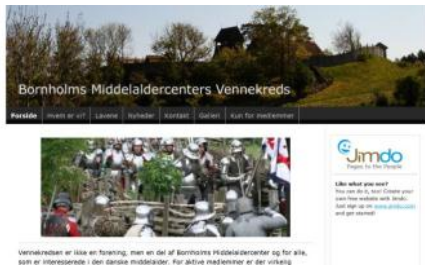 Bornholms Middelaldercenters Vennekreds
Forside Hvem er vi? Lavene Nyheder Kontakt Galleri Kun for medlemmer
Jimdo
Pages to the People
Like what you see?
You can do it, too! Create your
own free website with Jimdo.
Just sign up on www.jimdo.com
and get started!
Vennekredsen er ikke en forening, men en del af Bornholms Middelaldercenter og for alle,
som er interesserede i den danske middelalder. For aktive medlemmer er der virkelig